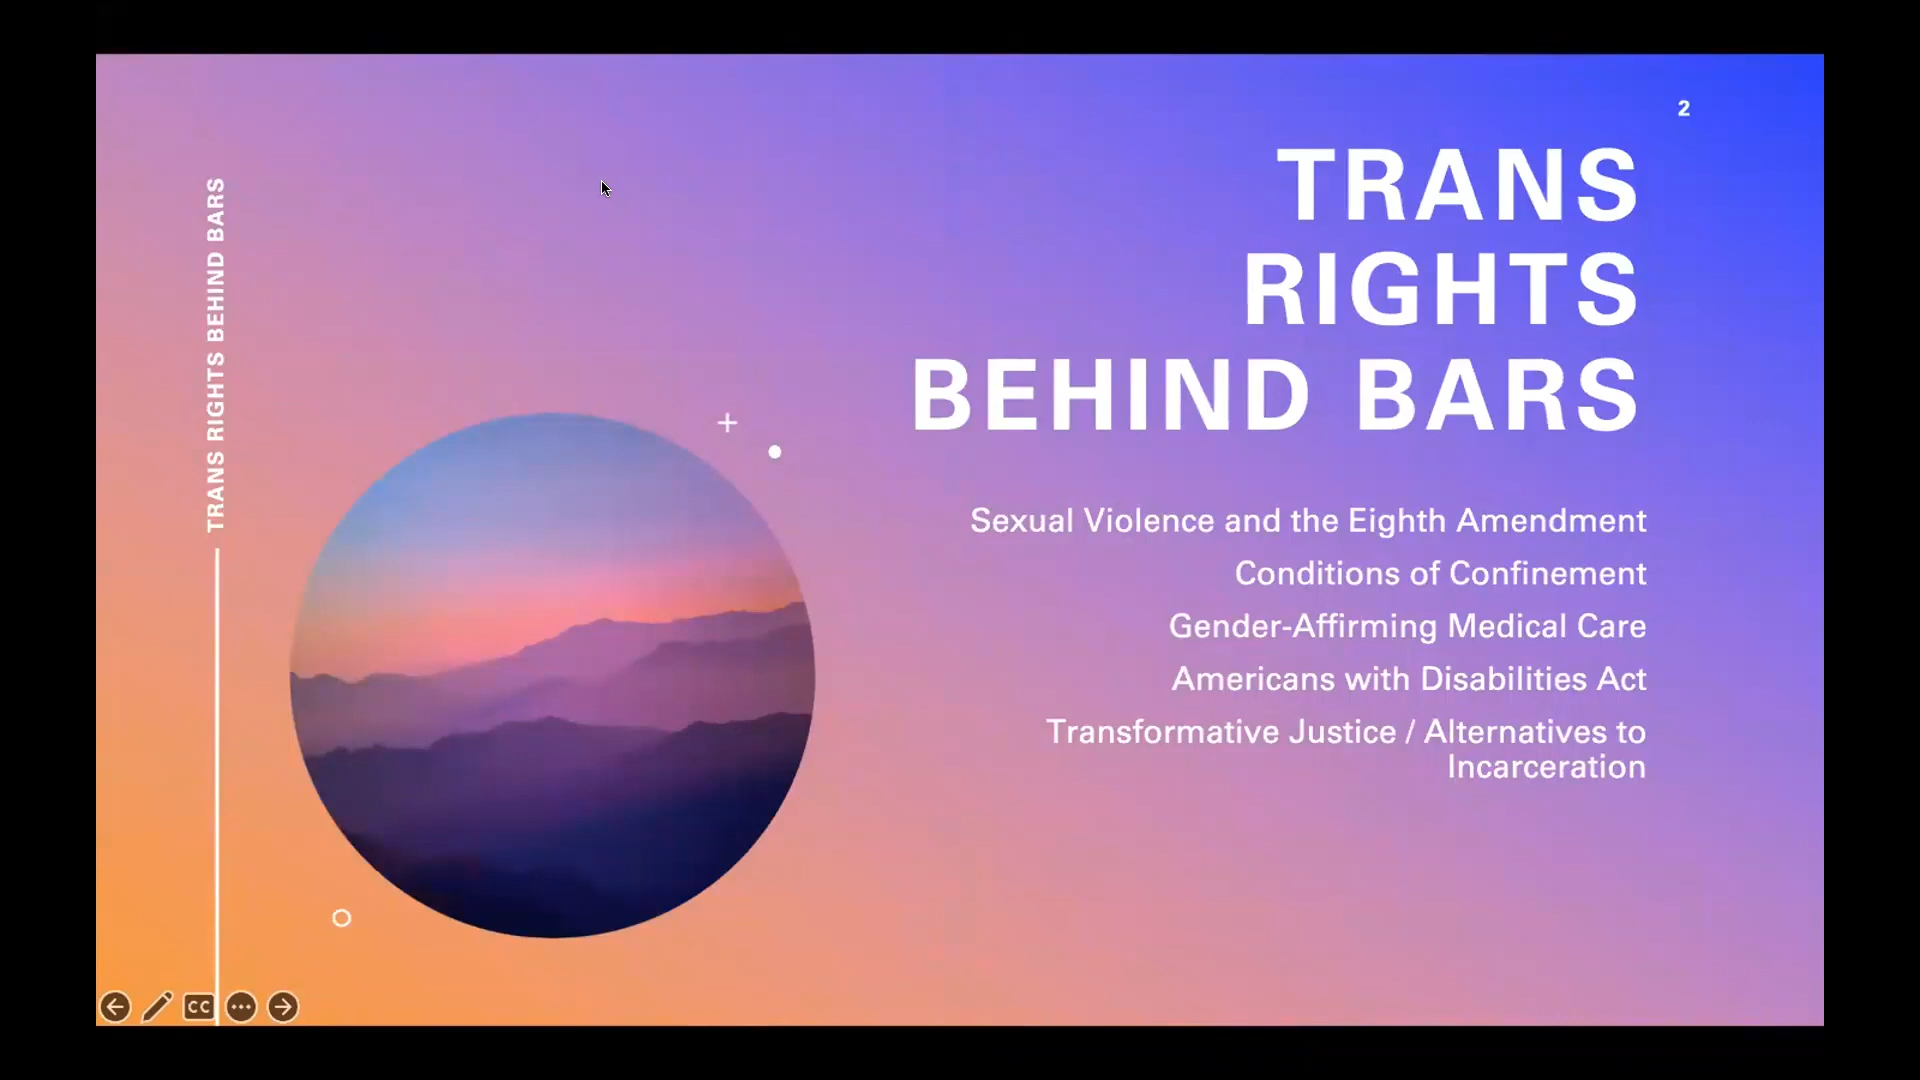 2
TRANS
RIGHTS
BEHIND BARS
TRANS RIGHTS BEHIND BARS
Sexual Violence and the Eighth Amendment
Conditions of Confinement
Gender-Affirming Medical Care
Americans with Disabilities Act
Transformative Justice / Alternatives to
Incarceration
CC